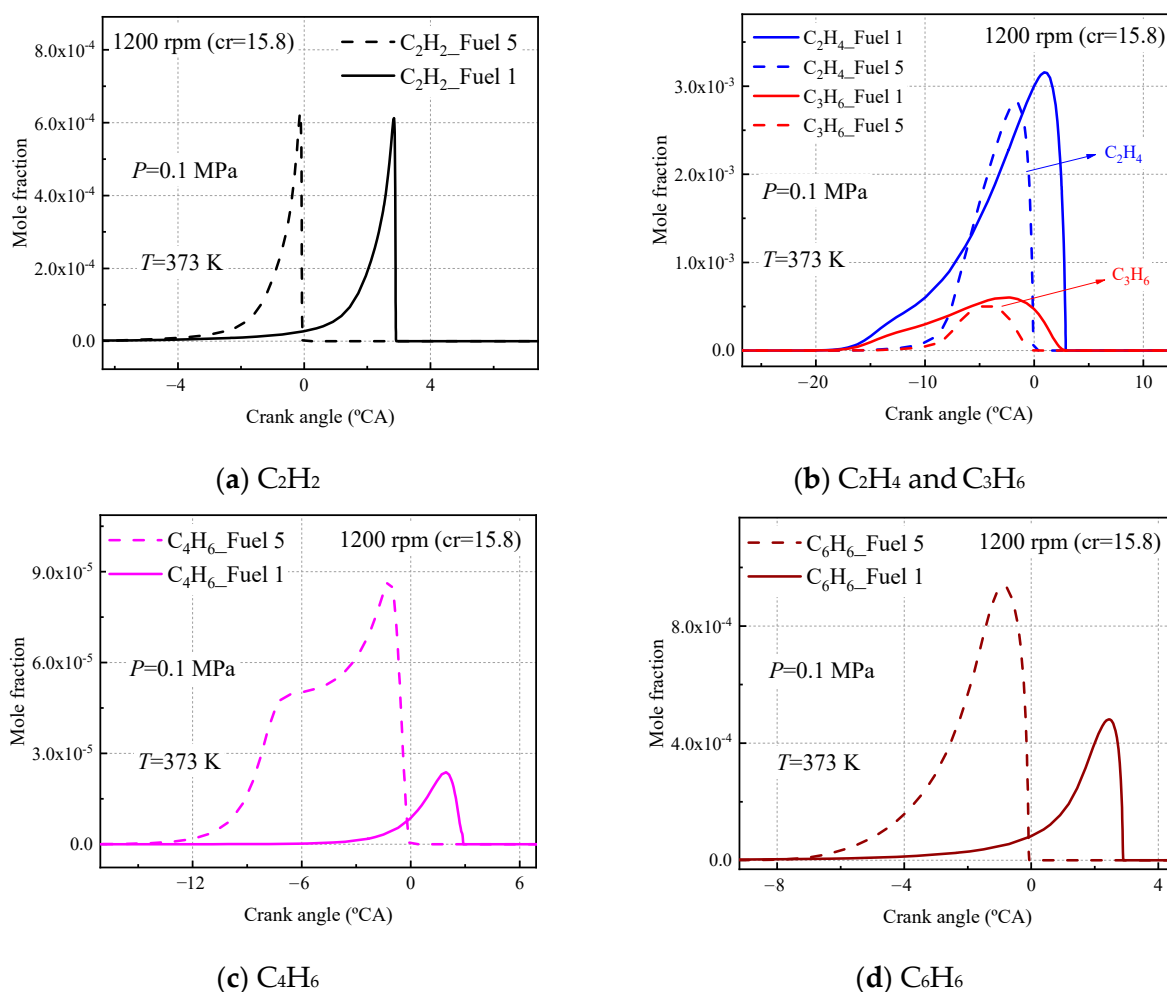 1200 rpm (cr=15.8)
C₂H₂_Fuel 5
C₂H₂_Fuel 1
8.0x10⁻⁴
6.0x10⁻⁴
4.0x10⁻⁴
2.0x10⁻⁴
0.0
Mole fraction
P=0.1 MPa
T=373 K
−4
0
4
Crank angle (ºCA)
(a) C₂H₂
C₂H₄_Fuel 1
C₂H₄_Fuel 5
C₃H₆_Fuel 1
C₃H₆_Fuel 5
1200 rpm (cr=15.8)
3.0x10⁻³
2.0x10⁻³
1.0x10⁻³
0.0
Mole fraction
P=0.1 MPa
T=373 K
C₂H₄
C₃H₆
−20
−10
0
10
Crank angle (ºCA)
(b) C₂H₄ and C₃H₆
C₄H₆_Fuel 5
C₄H₆_Fuel 1
1200 rpm (cr=15.8)
9.0x10⁻⁵
6.0x10⁻⁵
3.0x10⁻⁵
0.0
Mole fraction
P=0.1 MPa
T=373 K
−12
−6
0
6
Crank angle (ºCA)
(c) C₄H₆
C₆H₆_Fuel 5
C₆H₆_Fuel 1
1200 rpm (cr=15.8)
8.0x10⁻⁴
4.0x10⁻⁴
0.0
Mole fraction
P=0.1 MPa
T=373 K
−8
−4
0
4
Crank angle (ºCA)
(d) C₆H₆